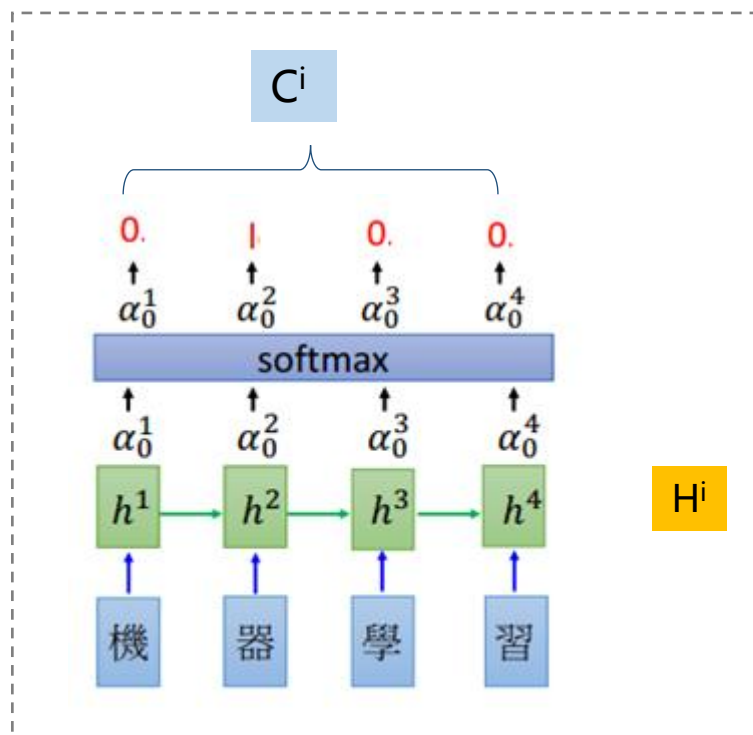 Cⁱ
0. 1. 0. 0.
α₀¹ α₀² α₀³ α₀⁴
softmax
α₀¹ α₀² α₀³ α₀⁴
h¹ h² h³ h⁴
Hⁱ
機 器 學 習